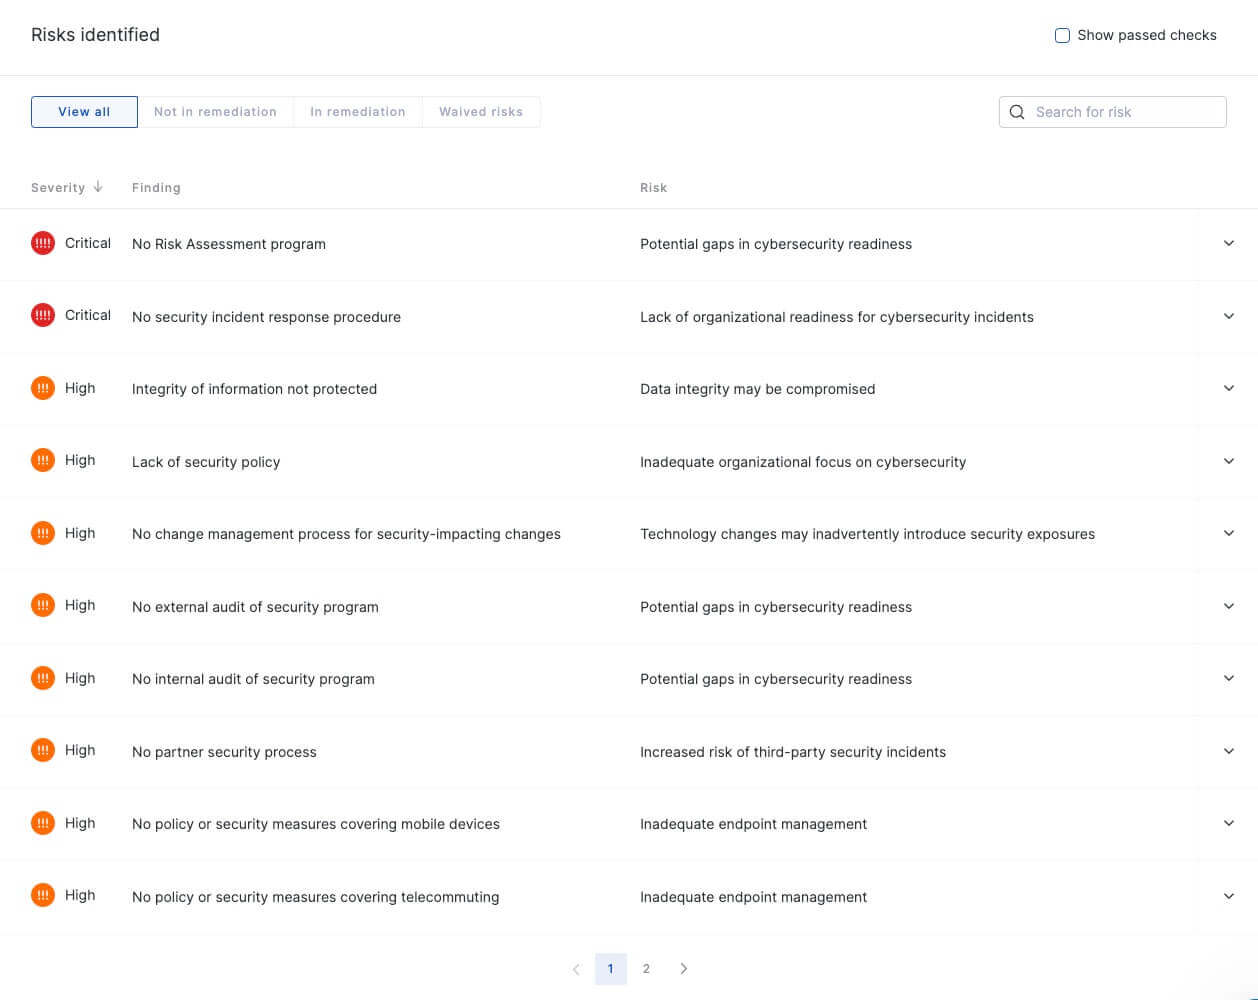 Risks identified
Show passed checks
View all
Not in remediation
In remediation
Waived risks
Search for risk
Severity Finding Risk
Critical No Risk Assessment program Potential gaps in cybersecurity readiness
Critical No security incident response procedure Lack of organizational readiness for cybersecurity incidents
High Integrity of information not protected Data integrity may be compromised
High Lack of security policy Inadequate organizational focus on cybersecurity
High No change management process for security-impacting changes Technology changes may inadvertently introduce security exposures
High No external audit of security program Potential gaps in cybersecurity readiness
High No internal audit of security program Potential gaps in cybersecurity readiness
High No partner security process Increased risk of third-party security incidents
High No policy or security measures covering mobile devices Inadequate endpoint management
High No policy or security measures covering telecommuting Inadequate endpoint management
1 2